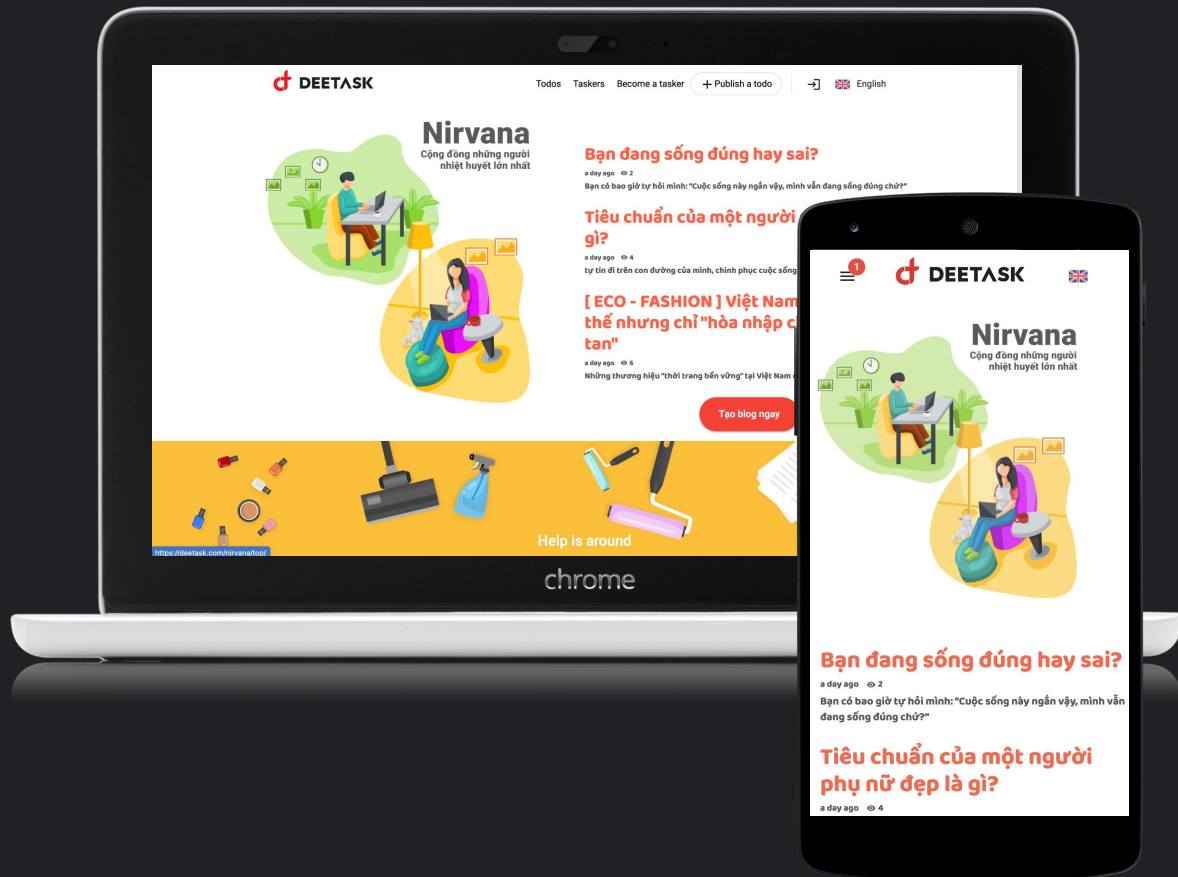 DEETASK
Todos Taskers Become a tasker + Publish a todo English
Nirvana
Cộng đồng những người
nhiệt huyết lớn nhất
Bạn đang sống đúng hay sai?
a day ago 2
Bạn có bao giờ tự hỏi mình: "Cuộc sống này ngắn vậy, mình vẫn đang sống đúng chứ?"
Tiêu chuẩn của một người
gì?
a day ago 4
tự tin đi trên con đường của mình, chinh phục cuộc sống
[ ECO - FASHION ] Việt Nam
thế nhưng chỉ "hòa nhập
tan"
a day ago 6
Những thương hiệu "thời trang bền vững" tại Việt Nam
Tạo blog ngay
Help is around
https://deetask.com/nirvana/top/
chrome
1
DEETASK
Nirvana
Cộng đồng những người
nhiệt huyết lớn nhất
Bạn đang sống đúng hay sai?
a day ago 2
Bạn có bao giờ tự hỏi mình: "Cuộc sống này ngắn vậy, mình vẫn
đang sống đúng chứ?"
Tiêu chuẩn của một người
phụ nữ đẹp là gì?
a day ago 4